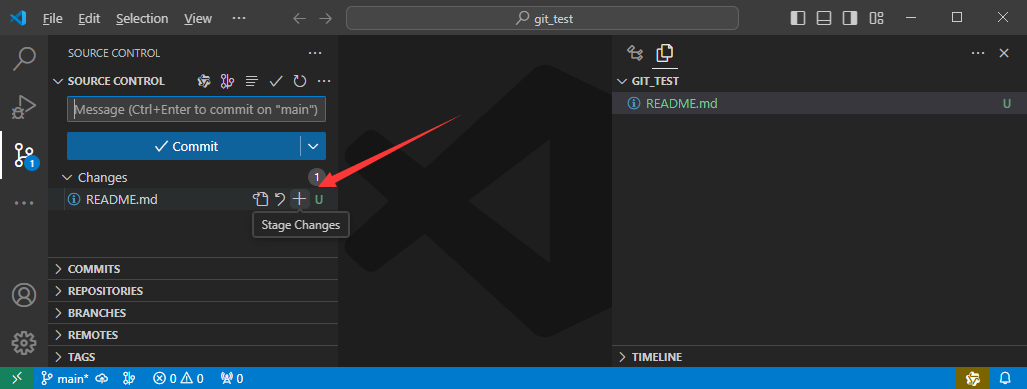 File Edit Selection View ··· git_test
SOURCE CONTROL ···
SOURCE CONTROL ···
Message (Ctrl+Enter to commit on "main")
Commit
Changes 1
README.md U
Stage Changes
1
COMMITS
REPOSITORIES
BRANCHES
REMOTES
TAGS
GIT_TEST
README.md U
TIMELINE
main* 0 0 0